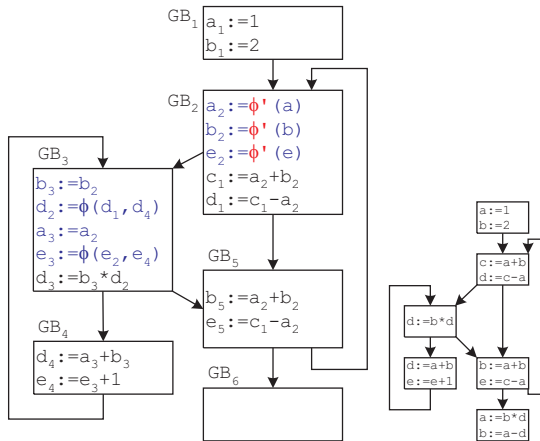 GB₁
a₁:=1
b₁:=2
GB₂
a₂:=ϕ'(a)
b₂:=ϕ'(b)
e₂:=ϕ'(e)
c₁:=a₂+b₂
d₁:=c₁-a₂
GB₃
b₃:=b₂
d₂:=ϕ(d₁,d₄)
a₃:=a₂
e₃:=ϕ(e₂,e₄)
d₃:=b₃*d₂
GB₄
d₄:=a₃+b₃
e₄:=e₃+1
GB₅
b₅:=a₂+b₂
e₅:=c₁-a₂
GB₆
a:=1
b:=2
c:=a+b
d:=c-a
d:=b*d
d:=a+b
e:=e+1
b:=a+b
e:=c-a
a:=b*d
b:=a-d